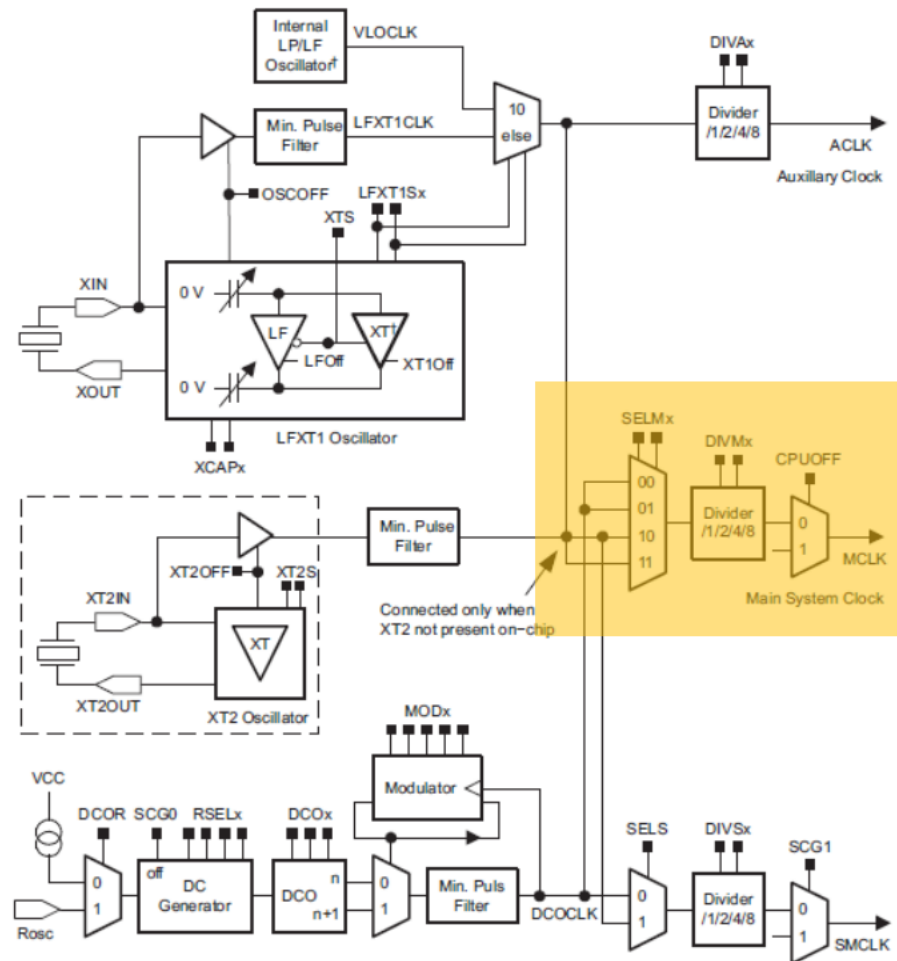 Internal
LP/LF
Oscillator†
VLOCLK
DIVAx
10
else
Min. Pulse
Filter
LFXT1CLK
Divider
/1/2/4/8
ACLK
Auxillary Clock
OSCOFF
LFXT1Sx
XTS
XIN
0 V
LF
XT†
LFOff
XT1Off
XOUT
0 V
LFXT1 Oscillator
XCAPx
SELMx
DIVMx
CPUOFF
00
01
10
11
Divider
/1/2/4/8
0
1
MCLK
Main System Clock
Min. Pulse
Filter
Connected only when
XT2 not present on-chip
XT2OFF
XT2S
XT2IN
XT
XT2OUT
XT2 Oscillator
MODx
Modulator
VCC
DCOR
SCG0
RSELx
DCOx
off
DC
Generator
0
1
Rosc
DCO
n
n+1
0
1
Min. Puls
Filter
DCOCLK
SELS
DIVSx
SCG1
0
1
Divider
/1/2/4/8
0
1
SMCLK